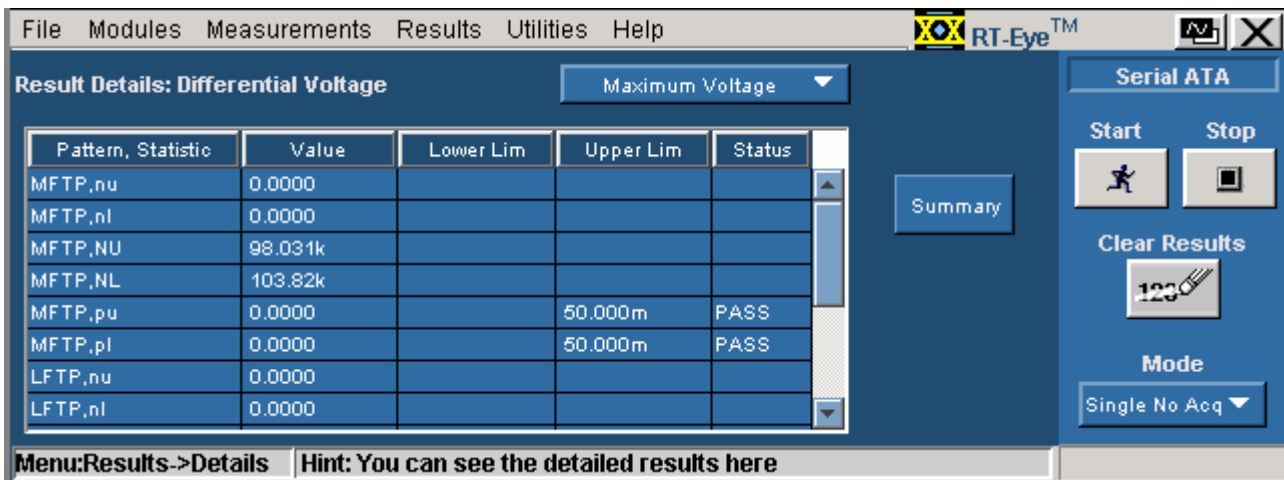 File Modules Measurements Results Utilities Help RT-Eye™
Result Details: Differential Voltage Maximum Voltage Serial ATA
Start Stop
Pattern, Statistic Value Lower Lim Upper Lim Status
MFTP,nu 0.0000
MFTP,nl 0.0000
MFTP,NU 98.031k
MFTP,NL 103.82k
MFTP,pu 0.0000 50.000m PASS
MFTP,pl 0.0000 50.000m PASS
LFTP,nu 0.0000
LFTP,nl 0.0000
Summary
Clear Results
123
Mode
Single No Acq
Menu:Results->Details Hint: You can see the detailed results here